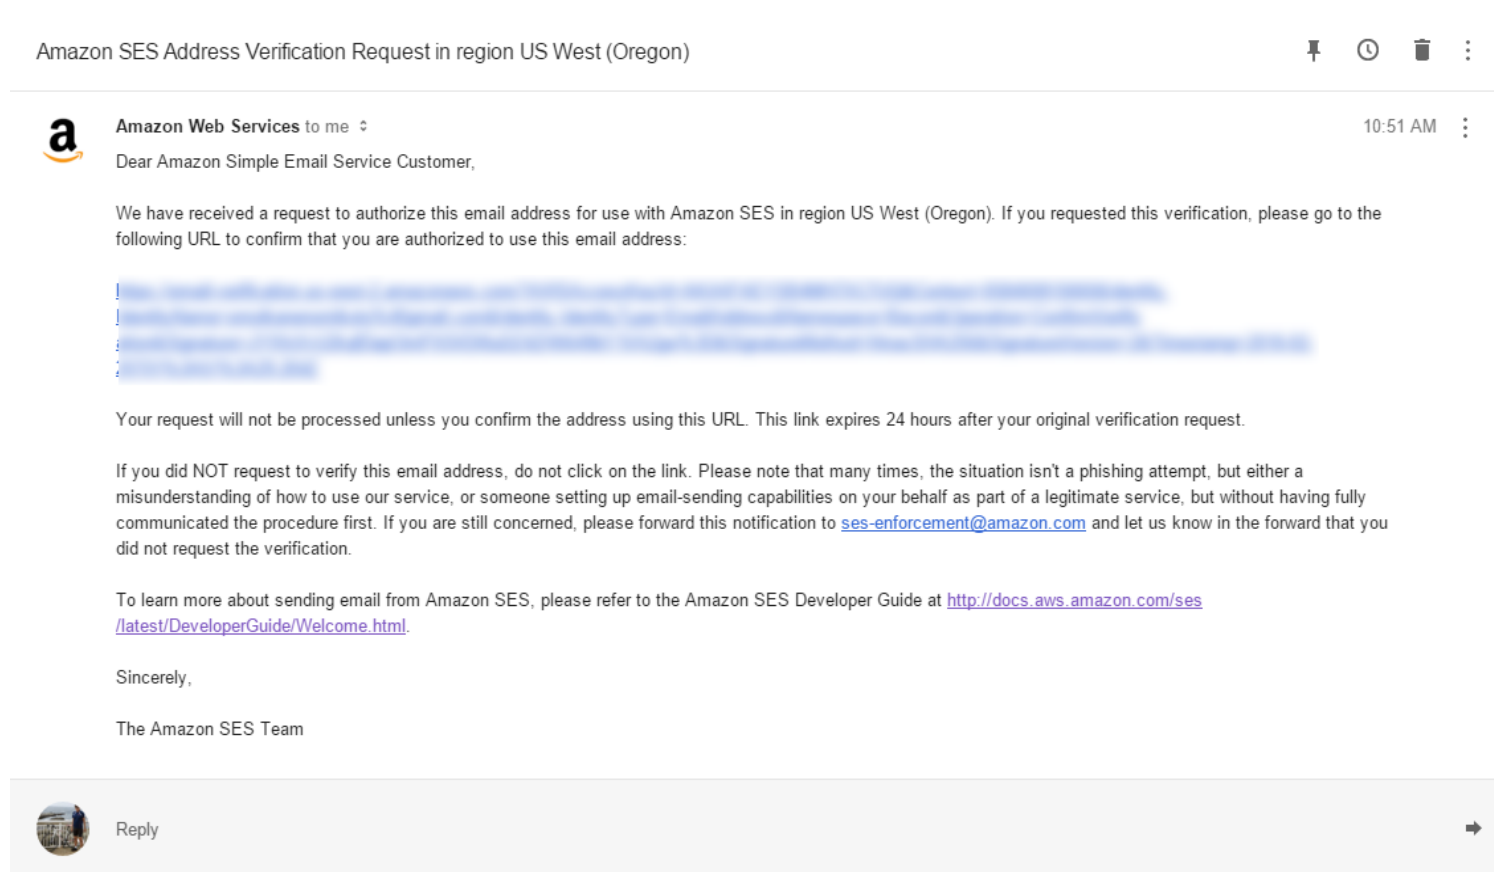 Amazon SES Address Verification Request in region US West (Oregon)
Amazon Web Services to me
10:51 AM
Dear Amazon Simple Email Service Customer,
We have received a request to authorize this email address for use with Amazon SES in region US West (Oregon). If you requested this verification, please go to the
following URL to confirm that you are authorized to use this email address:
Your request will not be processed unless you confirm the address using this URL. This link expires 24 hours after your original verification request.
If you did NOT request to verify this email address, do not click on the link. Please note that many times, the situation isn't a phishing attempt, but either a
misunderstanding of how to use our service, or someone setting up email-sending capabilities on your behalf as part of a legitimate service, but without having fully
communicated the procedure first. If you are still concerned, please forward this notification to ses-enforcement@amazon.com and let us know in the forward that you
did not request the verification.
To learn more about sending email from Amazon SES, please refer to the Amazon SES Developer Guide at http://docs.aws.amazon.com/ses
/latest/DeveloperGuide/Welcome.html.
Sincerely,
The Amazon SES Team
Reply